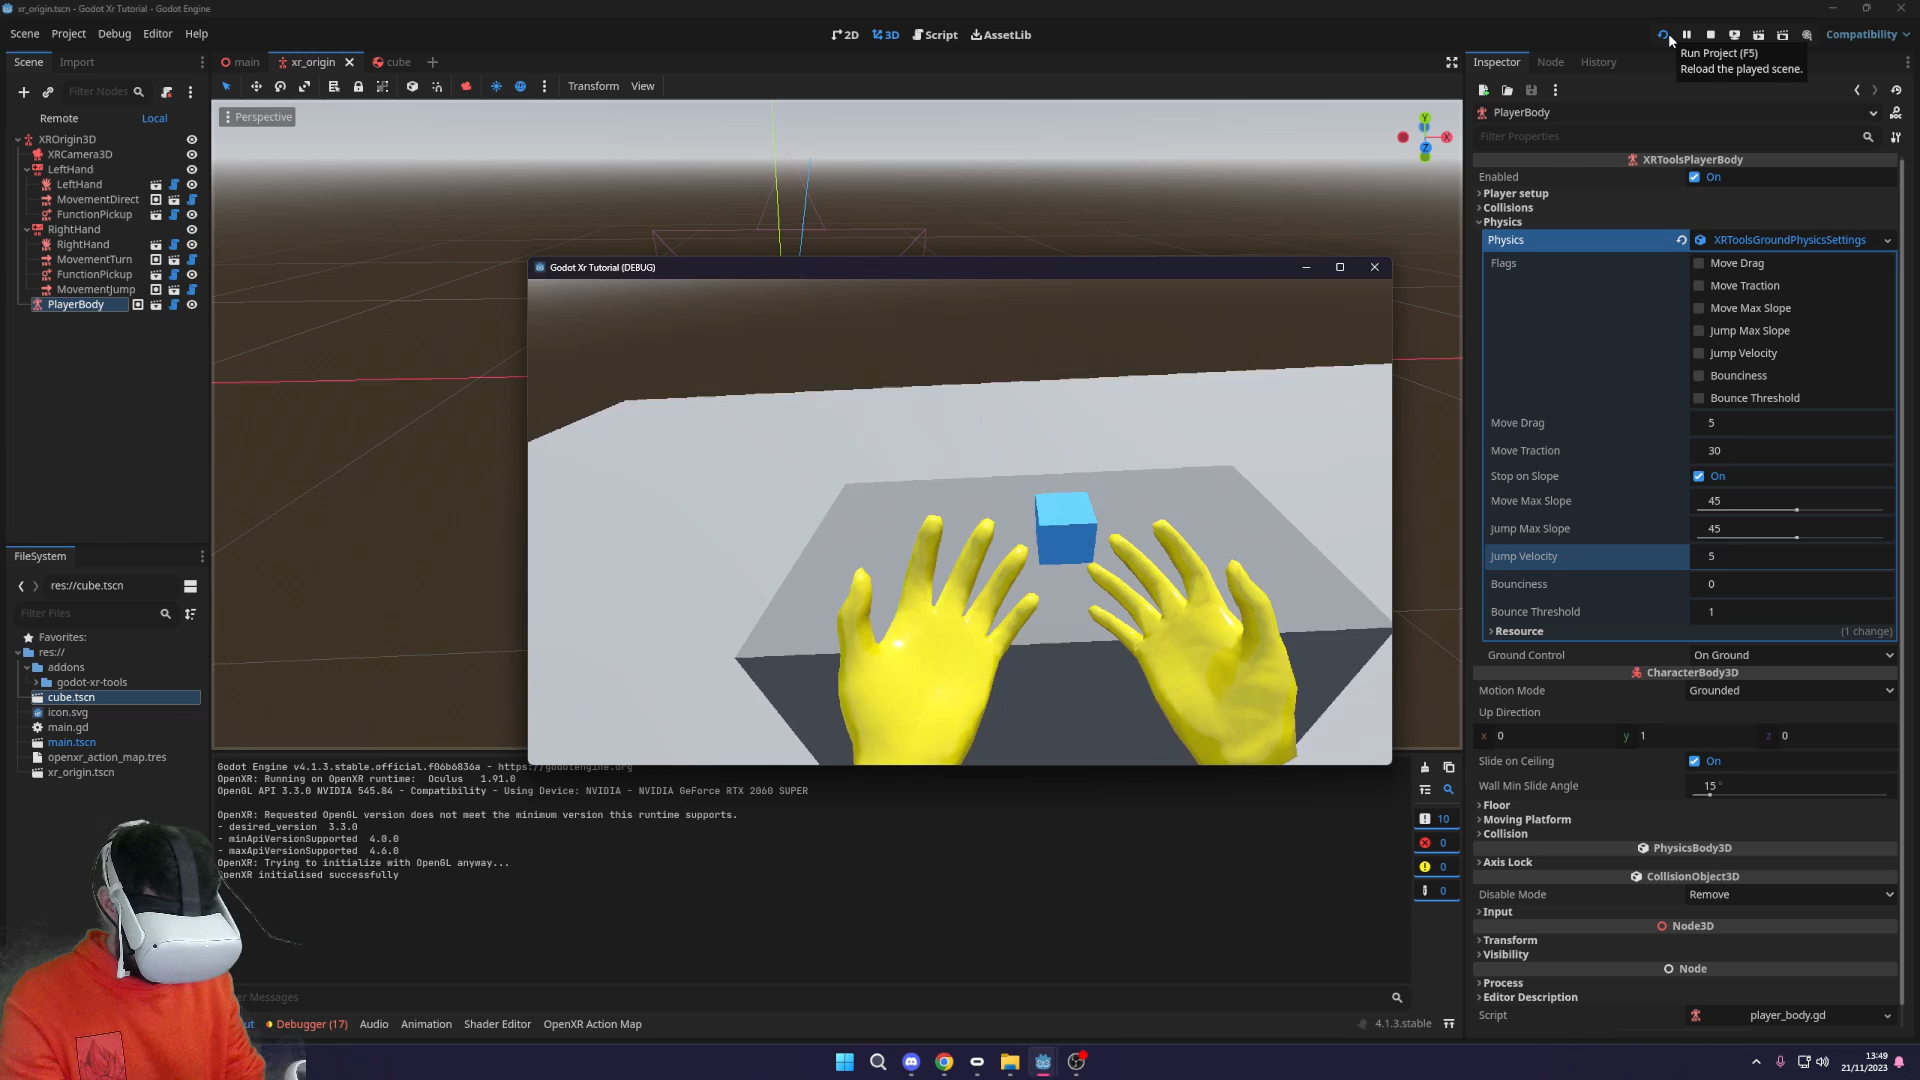 xr_origin.tscn - Godot Xr Tutorial - Godot Engine
Scene Project Debug Editor Help
2D 3D Script AssetLib
Compatibility
Run Project (F5)
Reload the played scene.
Scene Import
main xr_origin cube
Inspector Node History
Filter Nodes
Transform View
Remote Local
Perspective
XROrigin3D
XRCamera3D
LeftHand
LeftHand
MovementDirect
FunctionPickup
RightHand
RightHand
MovementTurn
FunctionPickup
MovementJump
PlayerBody
Y
X
Z
Godot Xr Tutorial (DEBUG)
PlayerBody
Filter Properties
XRToolsPlayerBody
Enabled On
Player setup
Collisions
Physics
Physics XRToolsGroundPhysicsSettings
Flags Move Drag
Move Traction
Move Max Slope
Jump Max Slope
Jump Velocity
Bounciness
Bounce Threshold
Move Drag 5
Move Traction 30
Stop on Slope On
Move Max Slope 45
Jump Max Slope 45
Jump Velocity 5
Bounciness 0
Bounce Threshold 1
Resource (1 change)
Ground Control On Ground
CharacterBody3D
Motion Mode Grounded
Up Direction
x 0 y 1 z 0
Slide on Ceiling On
Wall Min Slide Angle 15 °
Floor
Moving Platform
Collision
PhysicsBody3D
Axis Lock
CollisionObject3D
Disable Mode Remove
Input
Node3D
Transform
Visibility
Node
Process
Editor Description
Script player_body.gd
FileSystem
res://cube.tscn
Filter Files
Favorites:
res://
addons
godot-xr-tools
cube.tscn
icon.svg
main.gd
main.tscn
openxr_action_map.tres
xr_origin.tscn
Godot Engine v4.1.3.stable.official.f06b6836a - https://godotengine.org
OpenXR: Running on OpenXR runtime: Oculus 1.91.0
OpenGL API 3.3.0 NVIDIA 545.84 - Compatibility - Using Device: NVIDIA - NVIDIA GeForce RTX 2060 SUPER
OpenXR: Requested OpenGL version does not meet the minimum version this runtime supports.
- desired_version 3.3.0
- minApiVersionSupported 4.0.0
- maxApiVersionSupported 4.6.0
OpenXR: Trying to initialize with OpenGL anyway...
OpenXR initialised successfully
10
0
0
0
er Messages
ut Debugger (17) Audio Animation Shader Editor OpenXR Action Map
4.1.3.stable
13:49
21/11/2023